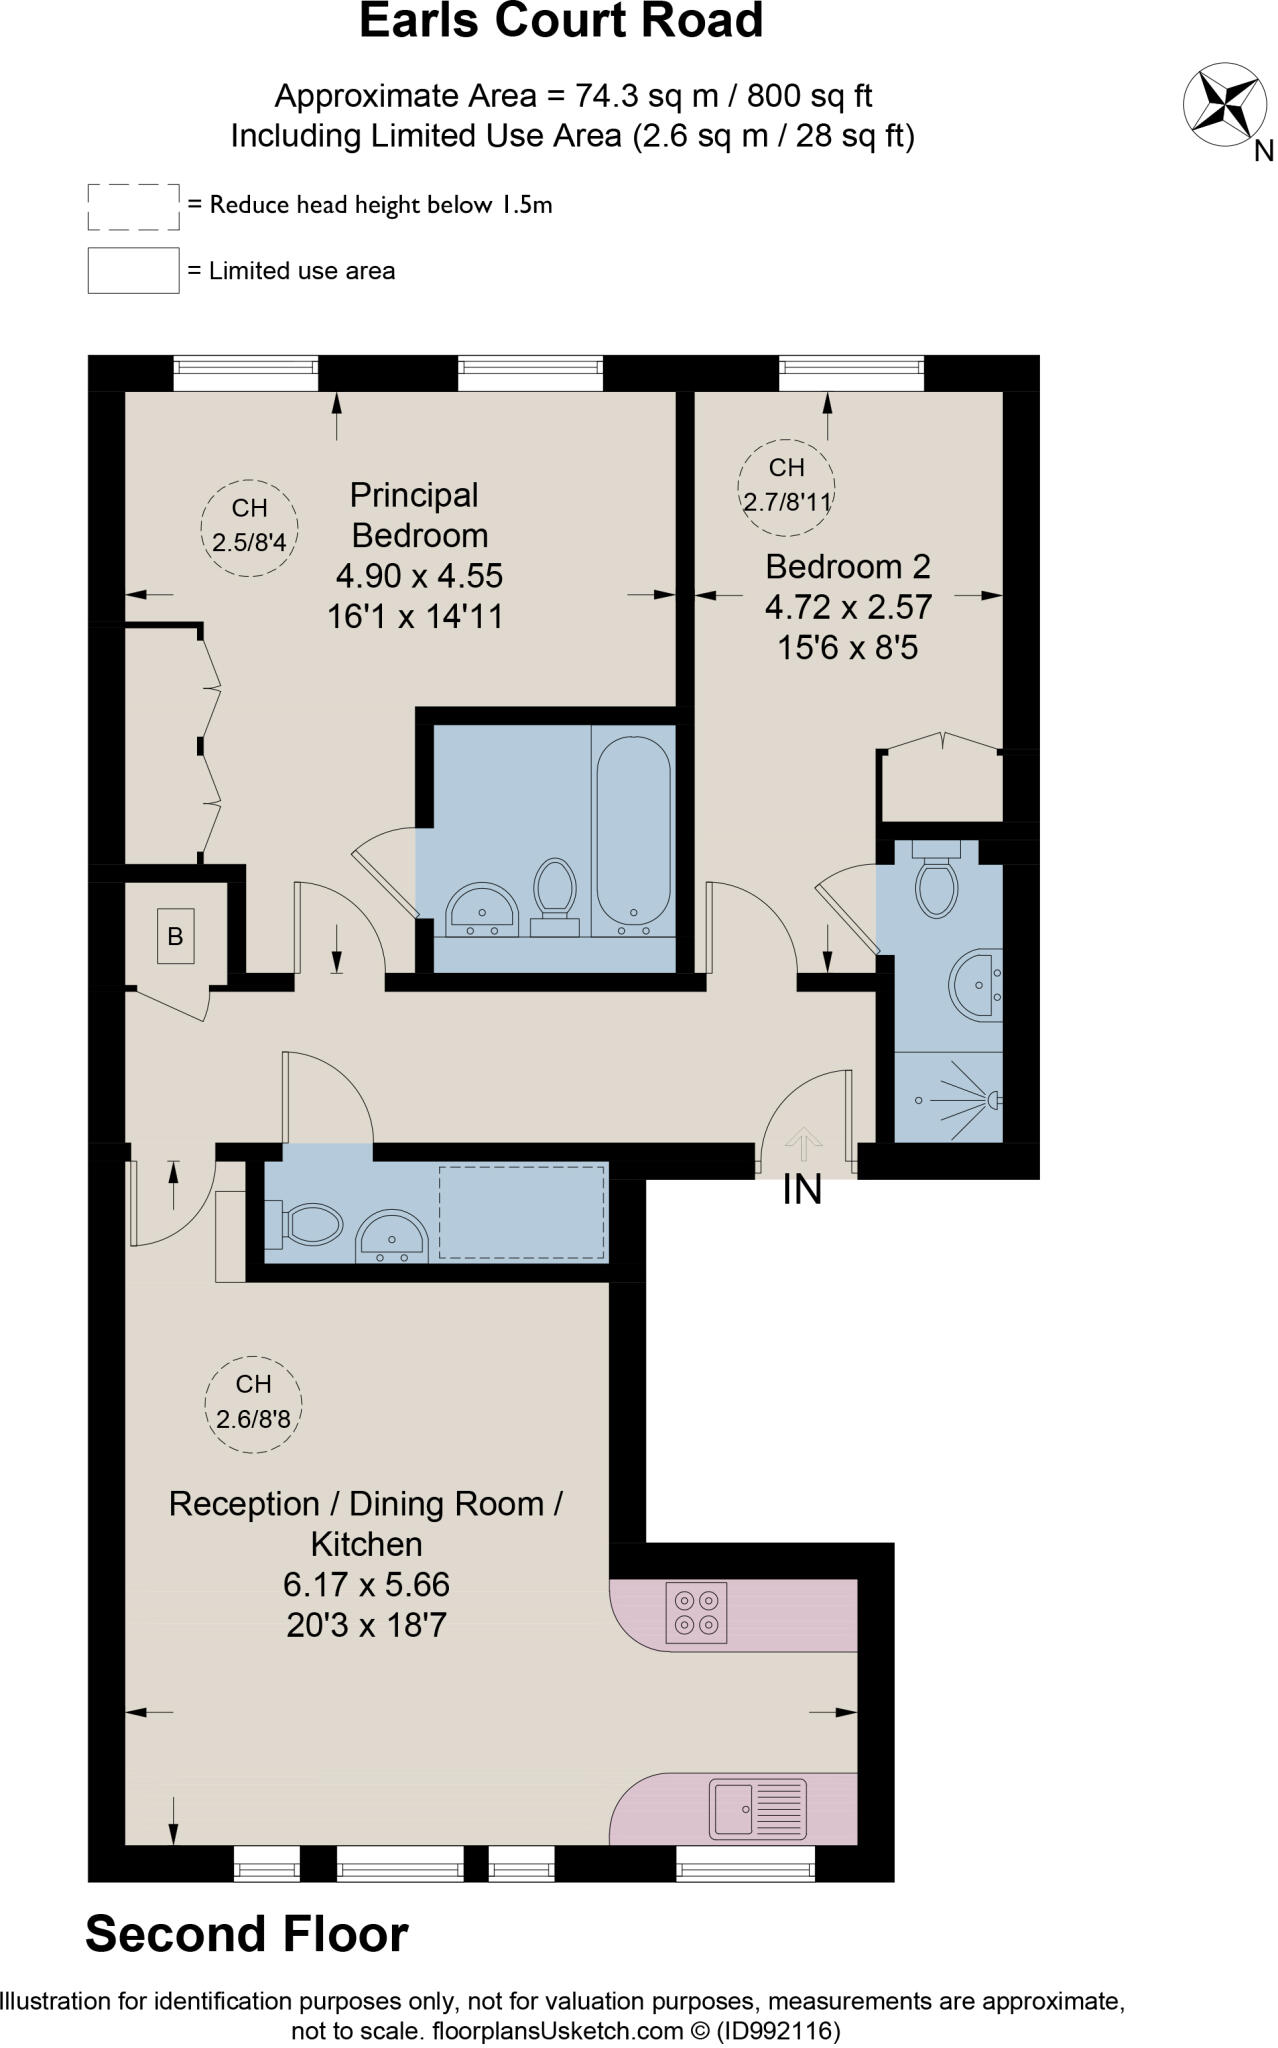 Earls Court Road
Approximate Area = 74.3 sq m / 800 sq ft
Including Limited Use Area (2.6 sq m / 28 sq ft)
N
= Reduce head height below 1.5m
= Limited use area
CH
2.5/8'4
Principal
Bedroom
4.90 x 4.55
16'1 x 14'11
CH
2.7/8'11
Bedroom 2
4.72 x 2.57
15'6 x 8'5
B
IN
CH
2.6/8'8
Reception / Dining Room /
Kitchen
6.17 x 5.66
20'3 x 18'7
Second Floor
Illustration for identification purposes only, not for valuation purposes, measurements are approximate,
not to scale. floorplansUsketch.com © (ID992116)